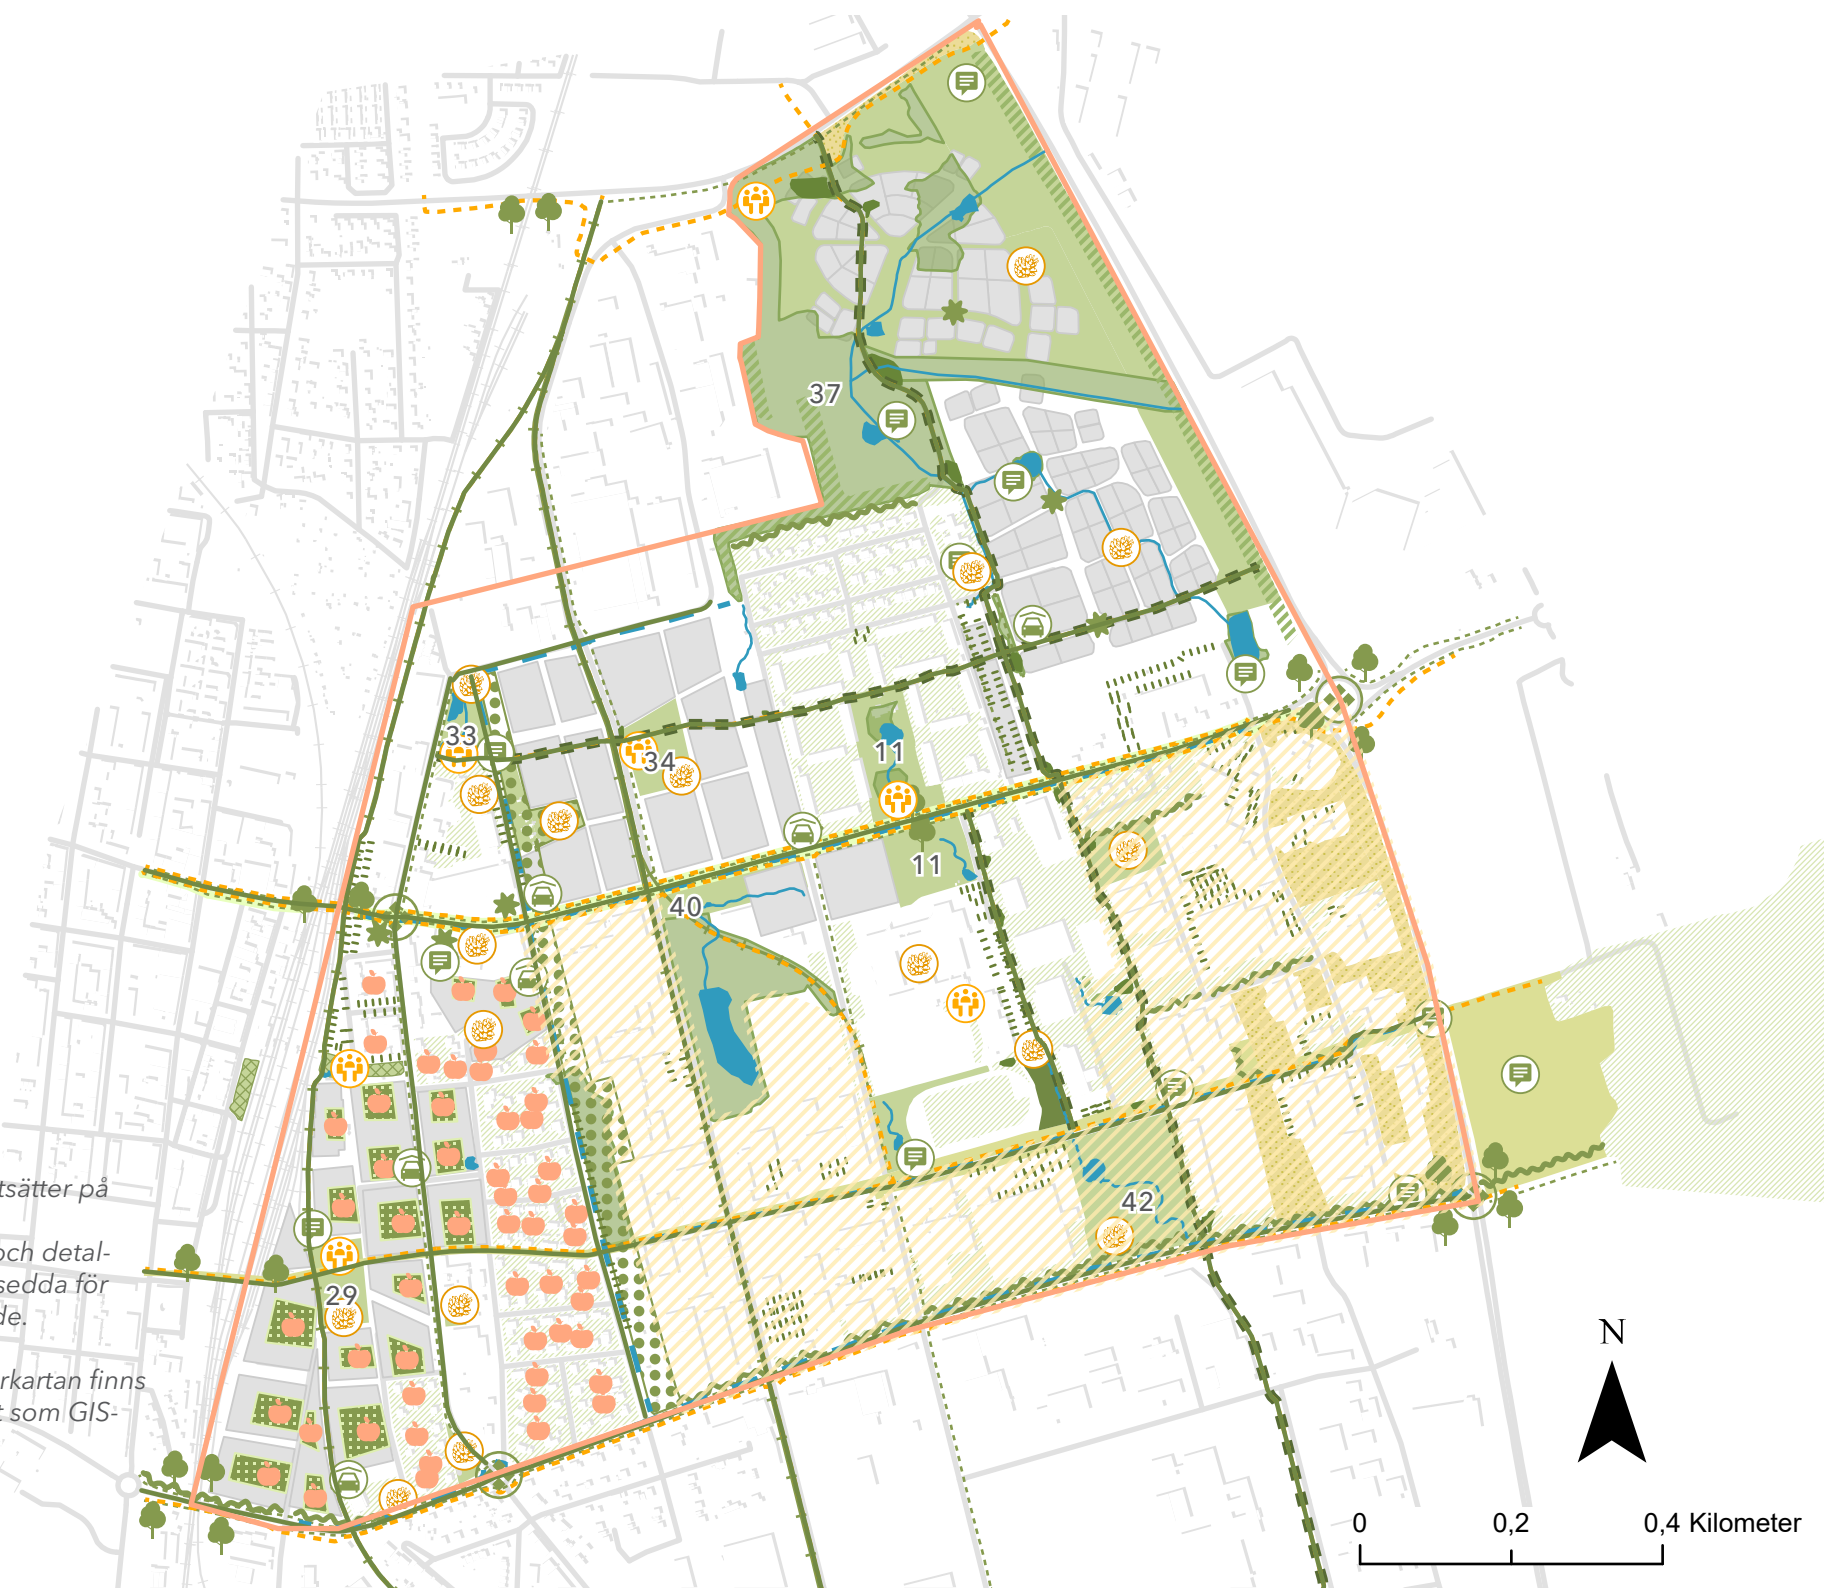 37
33
34
11
11
40
tsätter på
och detal-
sedda för
de.
42
29
rkartan finns
t som GIS-
N
0 0,2 0,4 Kilometer